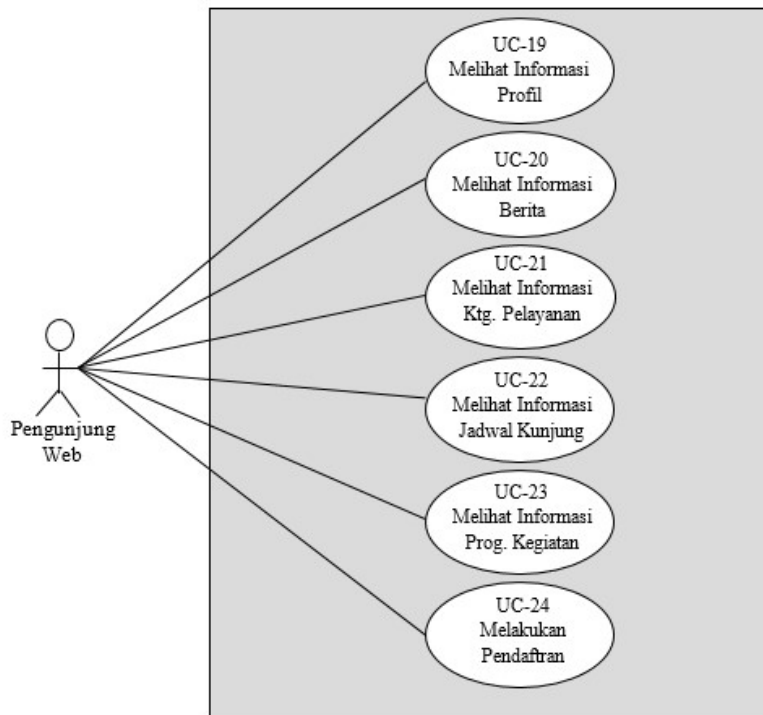 UC-19
Melihat Informasi
Profil
UC-20
Melihat Informasi
Berita
UC-21
Melihat Informasi
Ktg. Pelayanan
UC-22
Melihat Informasi
Jadwal Kunjung
UC-23
Melihat Informasi
Prog. Kegiatan
UC-24
Melakukan
Pendaftran
Pengunjung
Web